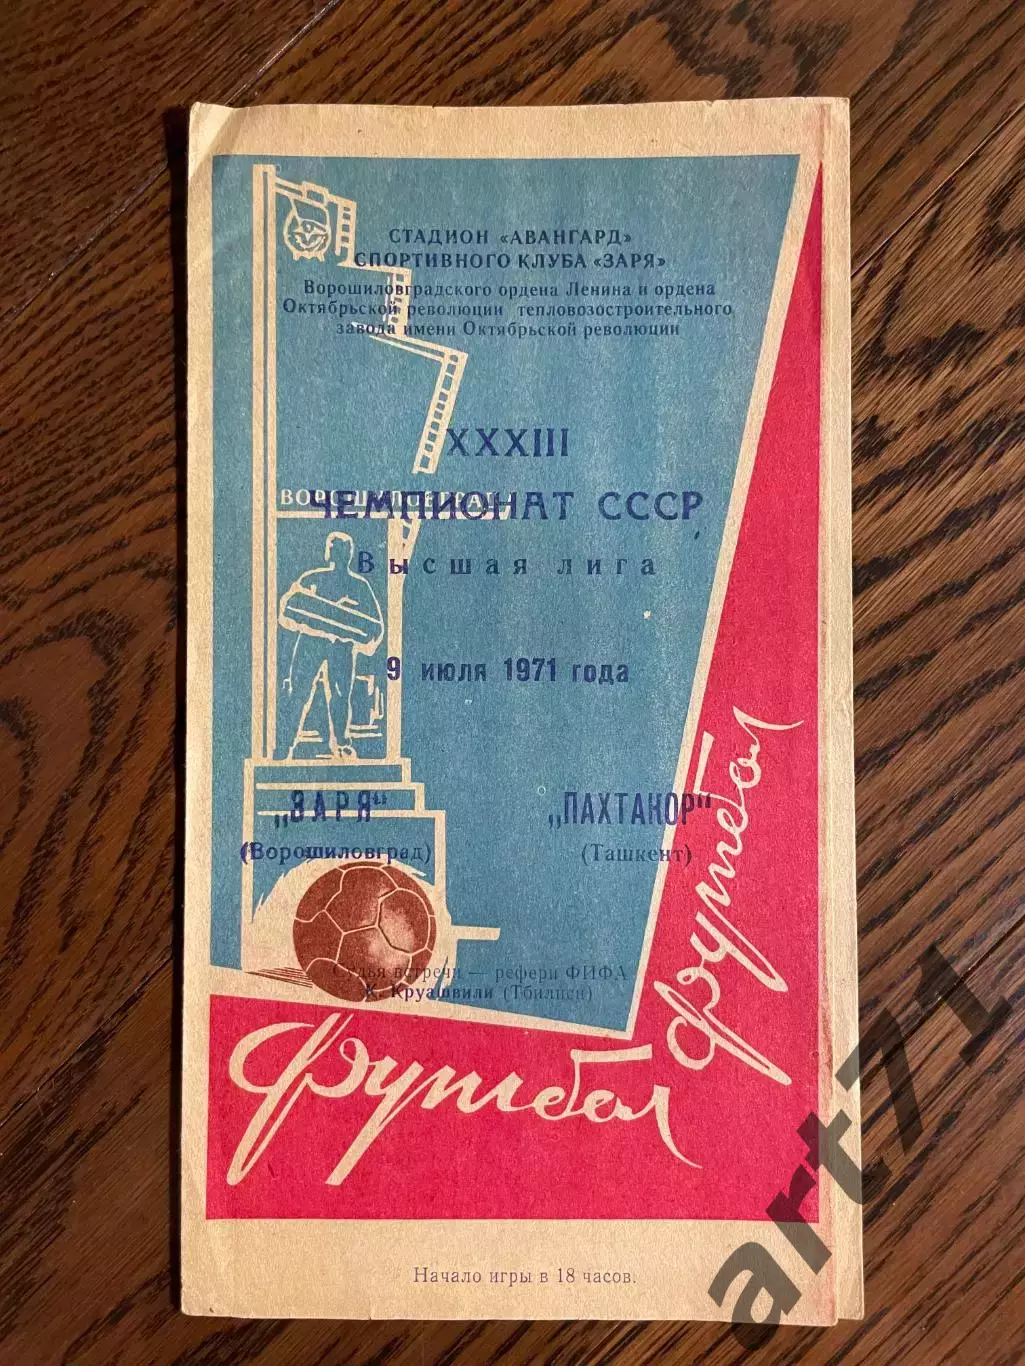 СТАДИОН «АВАНГАРД»
СПОРТИВНОГО КЛУБА «ЗАРЯ»
Ворошиловградского ордена Ленина и ордена
Октябрьской революции тепловозостроительного
завода имени Октябрьской революции
XXXIII
ВОРОШИЛОВГРАД
ЧЕМПИОНАТ СССР
Высшая лига
9 июля 1971 года
„ЗАРЯ“ „ПАХТАКОР“
(Ворошиловград) (Ташкент)
Судья встречи — рефери ФИФА
К. Круашвили (Тбилиси)
Футбол
Футбол
Начало игры в 18 часов.
art71